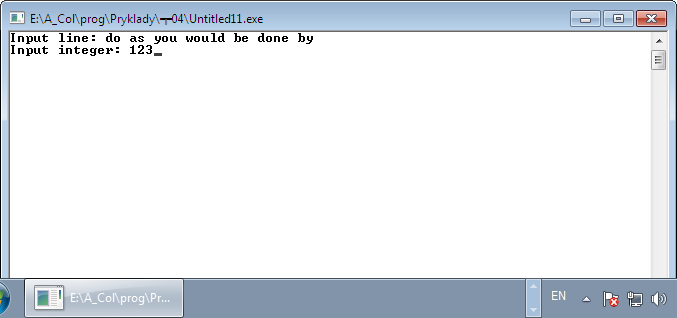 E:\A_Col\prog\Pryklady\-┬-04\Untitled11.exe
Input line: do as you would be done by
Input integer: 123_
E:\A_Col\prog\Pr...
EN